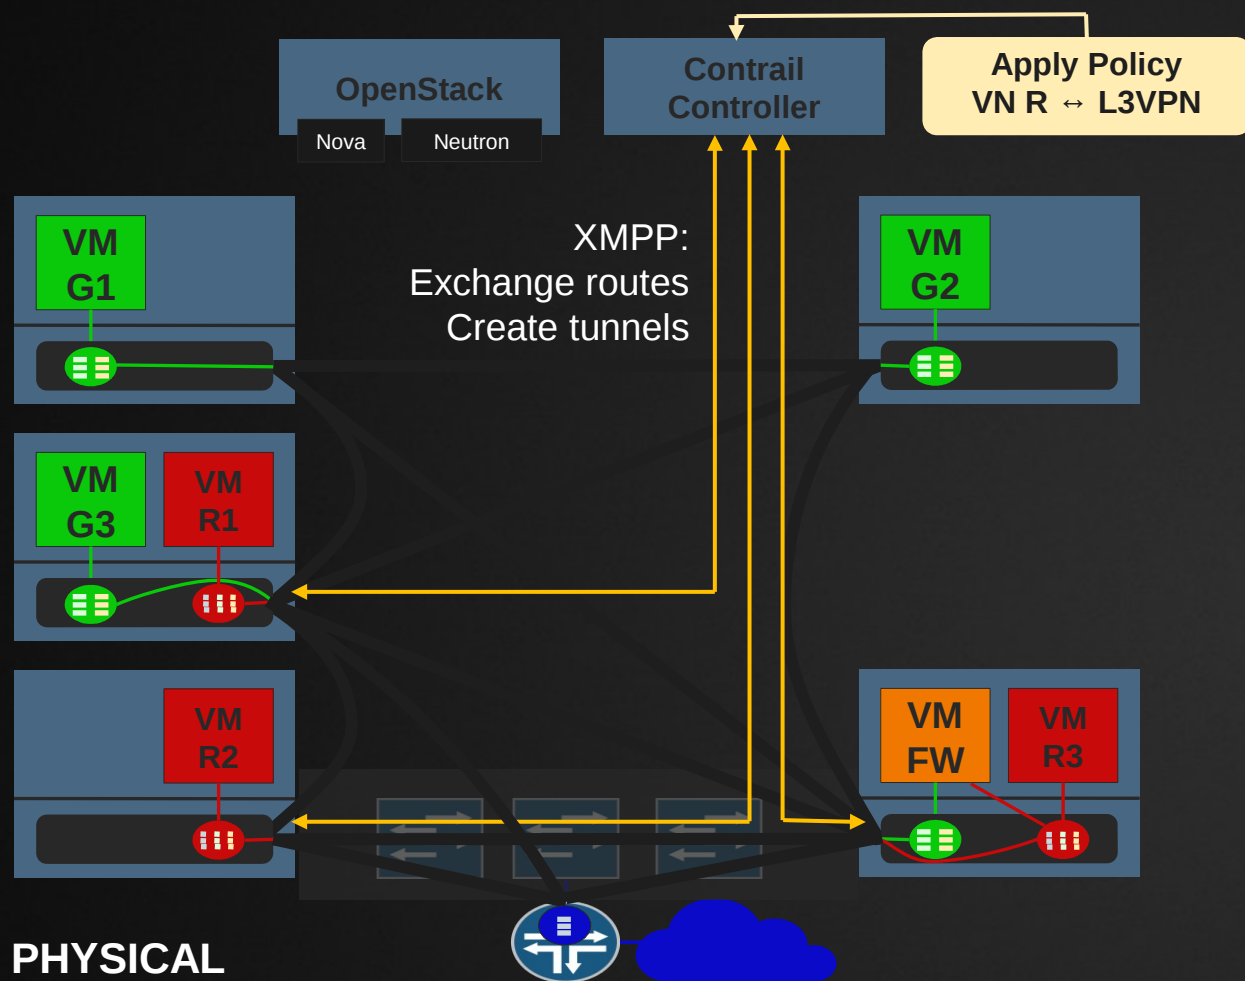 OpenStack
Nova
Neutron
Contrail
Controller
Apply Policy
VN R ↔ L3VPN
XMPP:
Exchange routes
Create tunnels
VM
G1
VM
G2
VM
G3
VM
R1
VM
R2
VM
FW
VM
R3
PHYSICAL